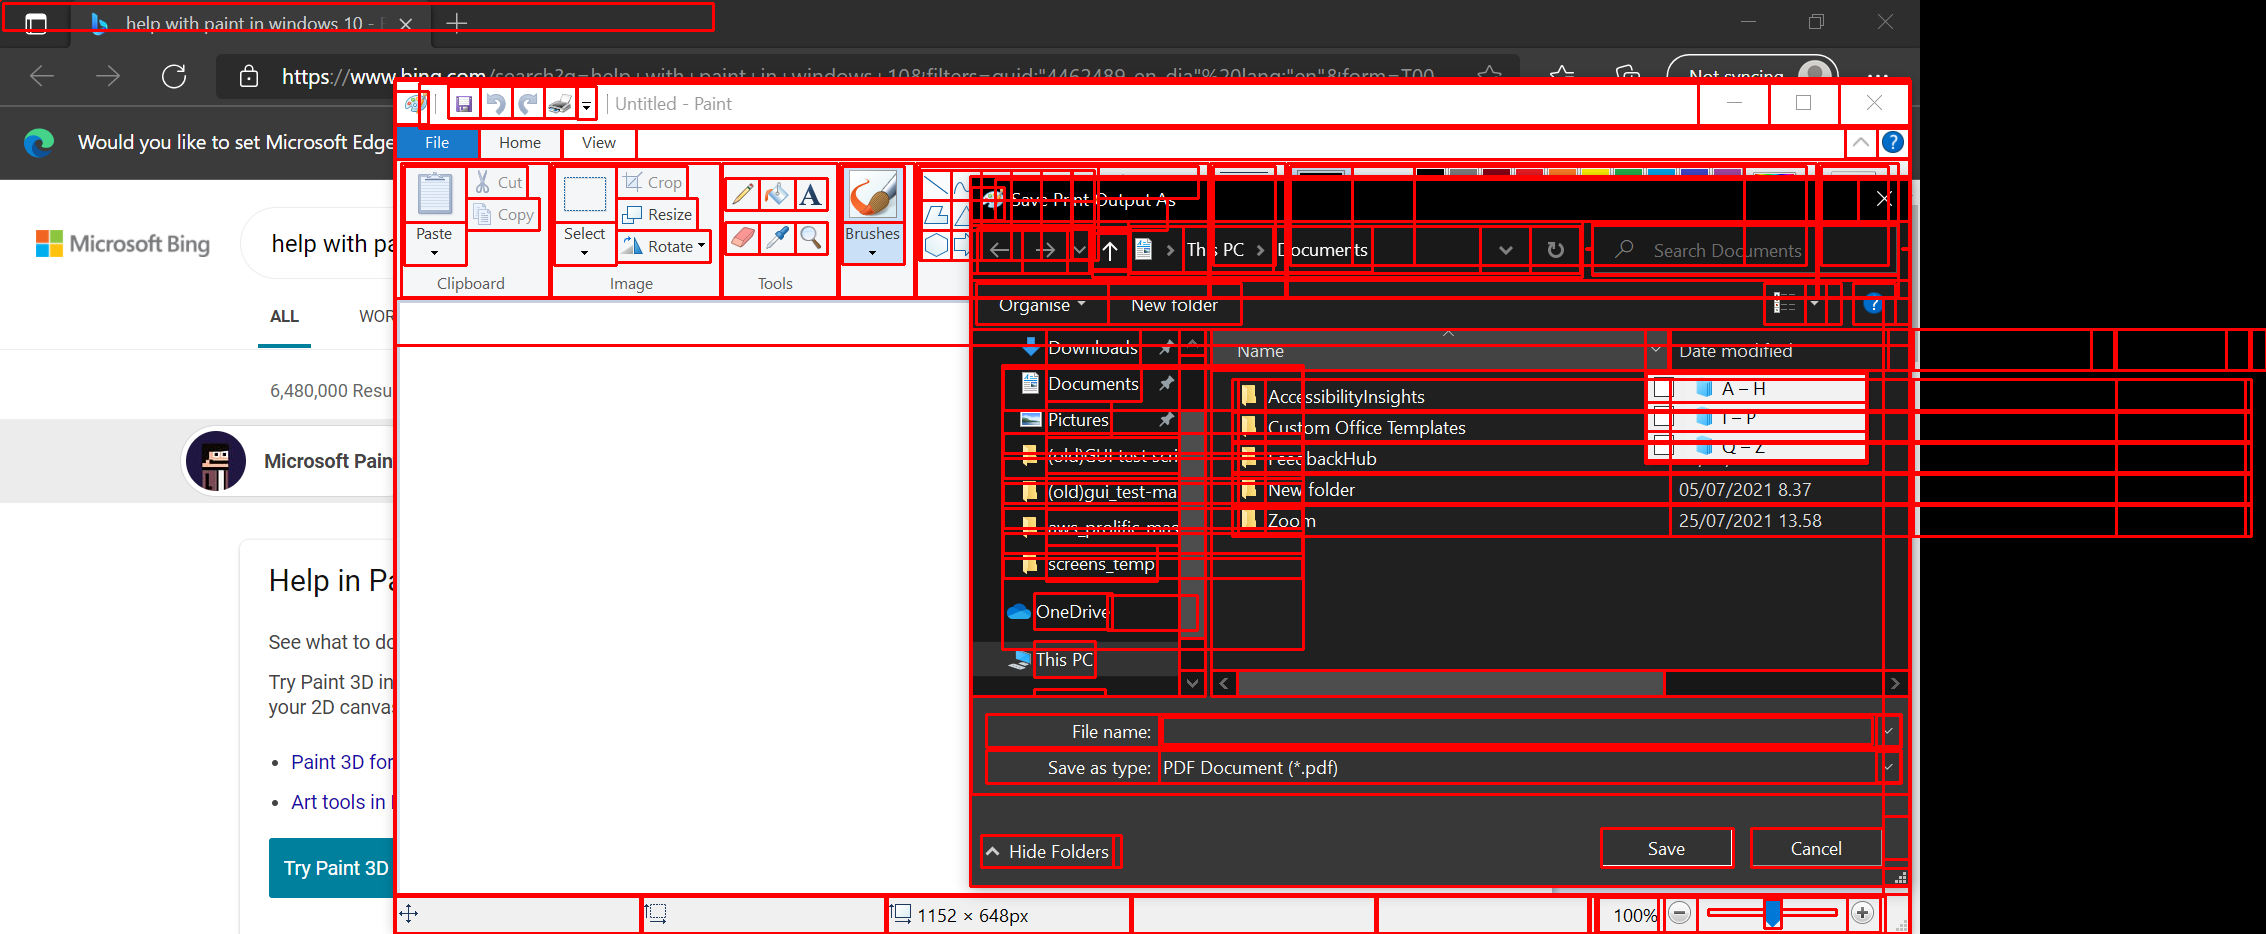 help with paint in windows 10 -
https://www.bing.com/search?q=help+with+paint+in+windows+10&filters=guid:"4462489-en-dia"%20lang:"en"&form=T00
Not syncing
Would you like to set Microsoft Edge
Untitled - Paint
File
Home
View
Cut
Copy
Paste
Clipboard
Crop
Resize
Rotate
Select
Image
Tools
Brushes
Microsoft Bing
help with pa
ALL
WOR
6,480,000 Resu
Microsoft Pain
Help in Pa
See what to do
Try Paint 3D in
your 2D canvas
Paint 3D for
Art tools in
Try Paint 3D
Save Print Output As
This PC
Documents
Search Documents
Organise
New folder
Downloads
Documents
Pictures
(old)GUI-test-scri
(old)gui_test-ma
aws_prolific-mas
screens_temp
OneDrive
This PC
Name
Date modified
AccessibilityInsights
Custom Office Templates
FeedbackHub
New folder
05/07/2021 8.37
Zoom
25/07/2021 13.58
A – H
I – P
Q – Z
File name:
Save as type:
PDF Document (*.pdf)
Hide Folders
Save
Cancel
1152 × 648px
100%